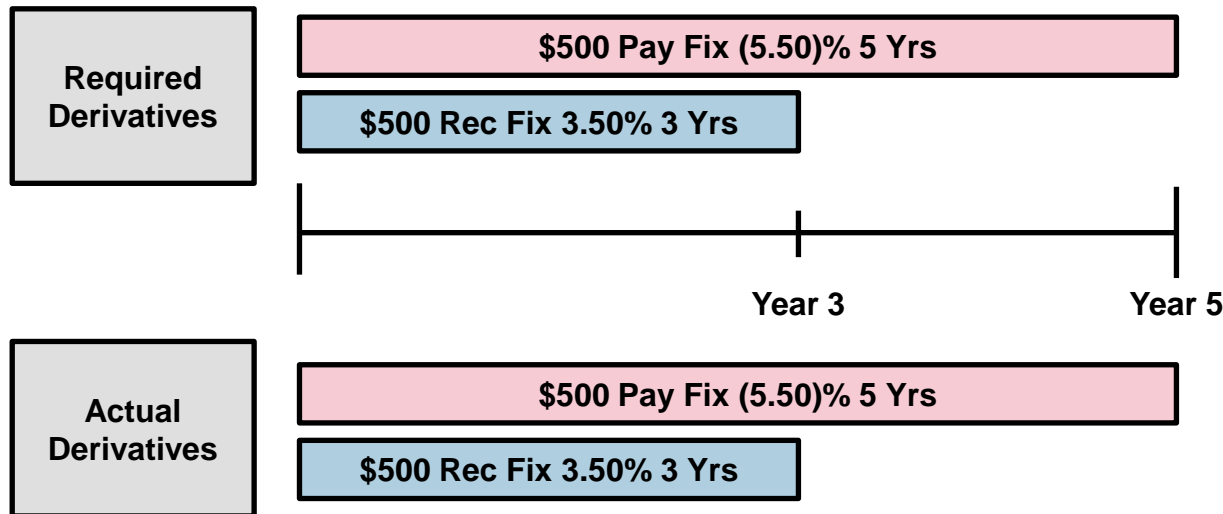 Required
Derivatives
$500 Pay Fix (5.50)% 5 Yrs
$500 Rec Fix 3.50% 3 Yrs
Year 3
Year 5
Actual
Derivatives
$500 Pay Fix (5.50)% 5 Yrs
$500 Rec Fix 3.50% 3 Yrs